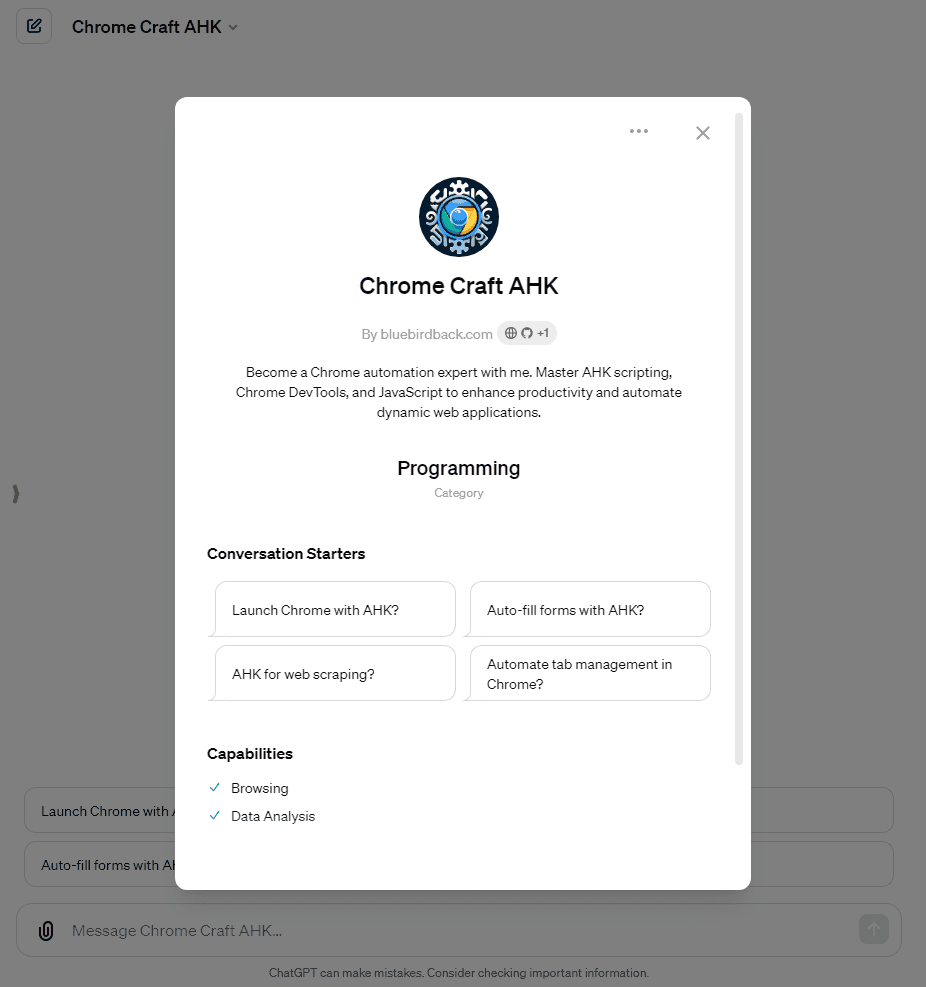 Chrome Craft AHK
Chrome Craft AHK
By bluebirdback.com +1
Become a Chrome automation expert with me. Master AHK scripting,
Chrome DevTools, and JavaScript to enhance productivity and automate
dynamic web applications.
Programming
Category
Conversation Starters
Launch Chrome with AHK?
Auto-fill forms with AHK?
AHK for web scraping?
Automate tab management in
Chrome?
Capabilities
Browsing
Data Analysis
Launch Chrome with
Auto-fill forms with
Message Chrome Craft AHK...
ChatGPT can make mistakes. Consider checking important information.